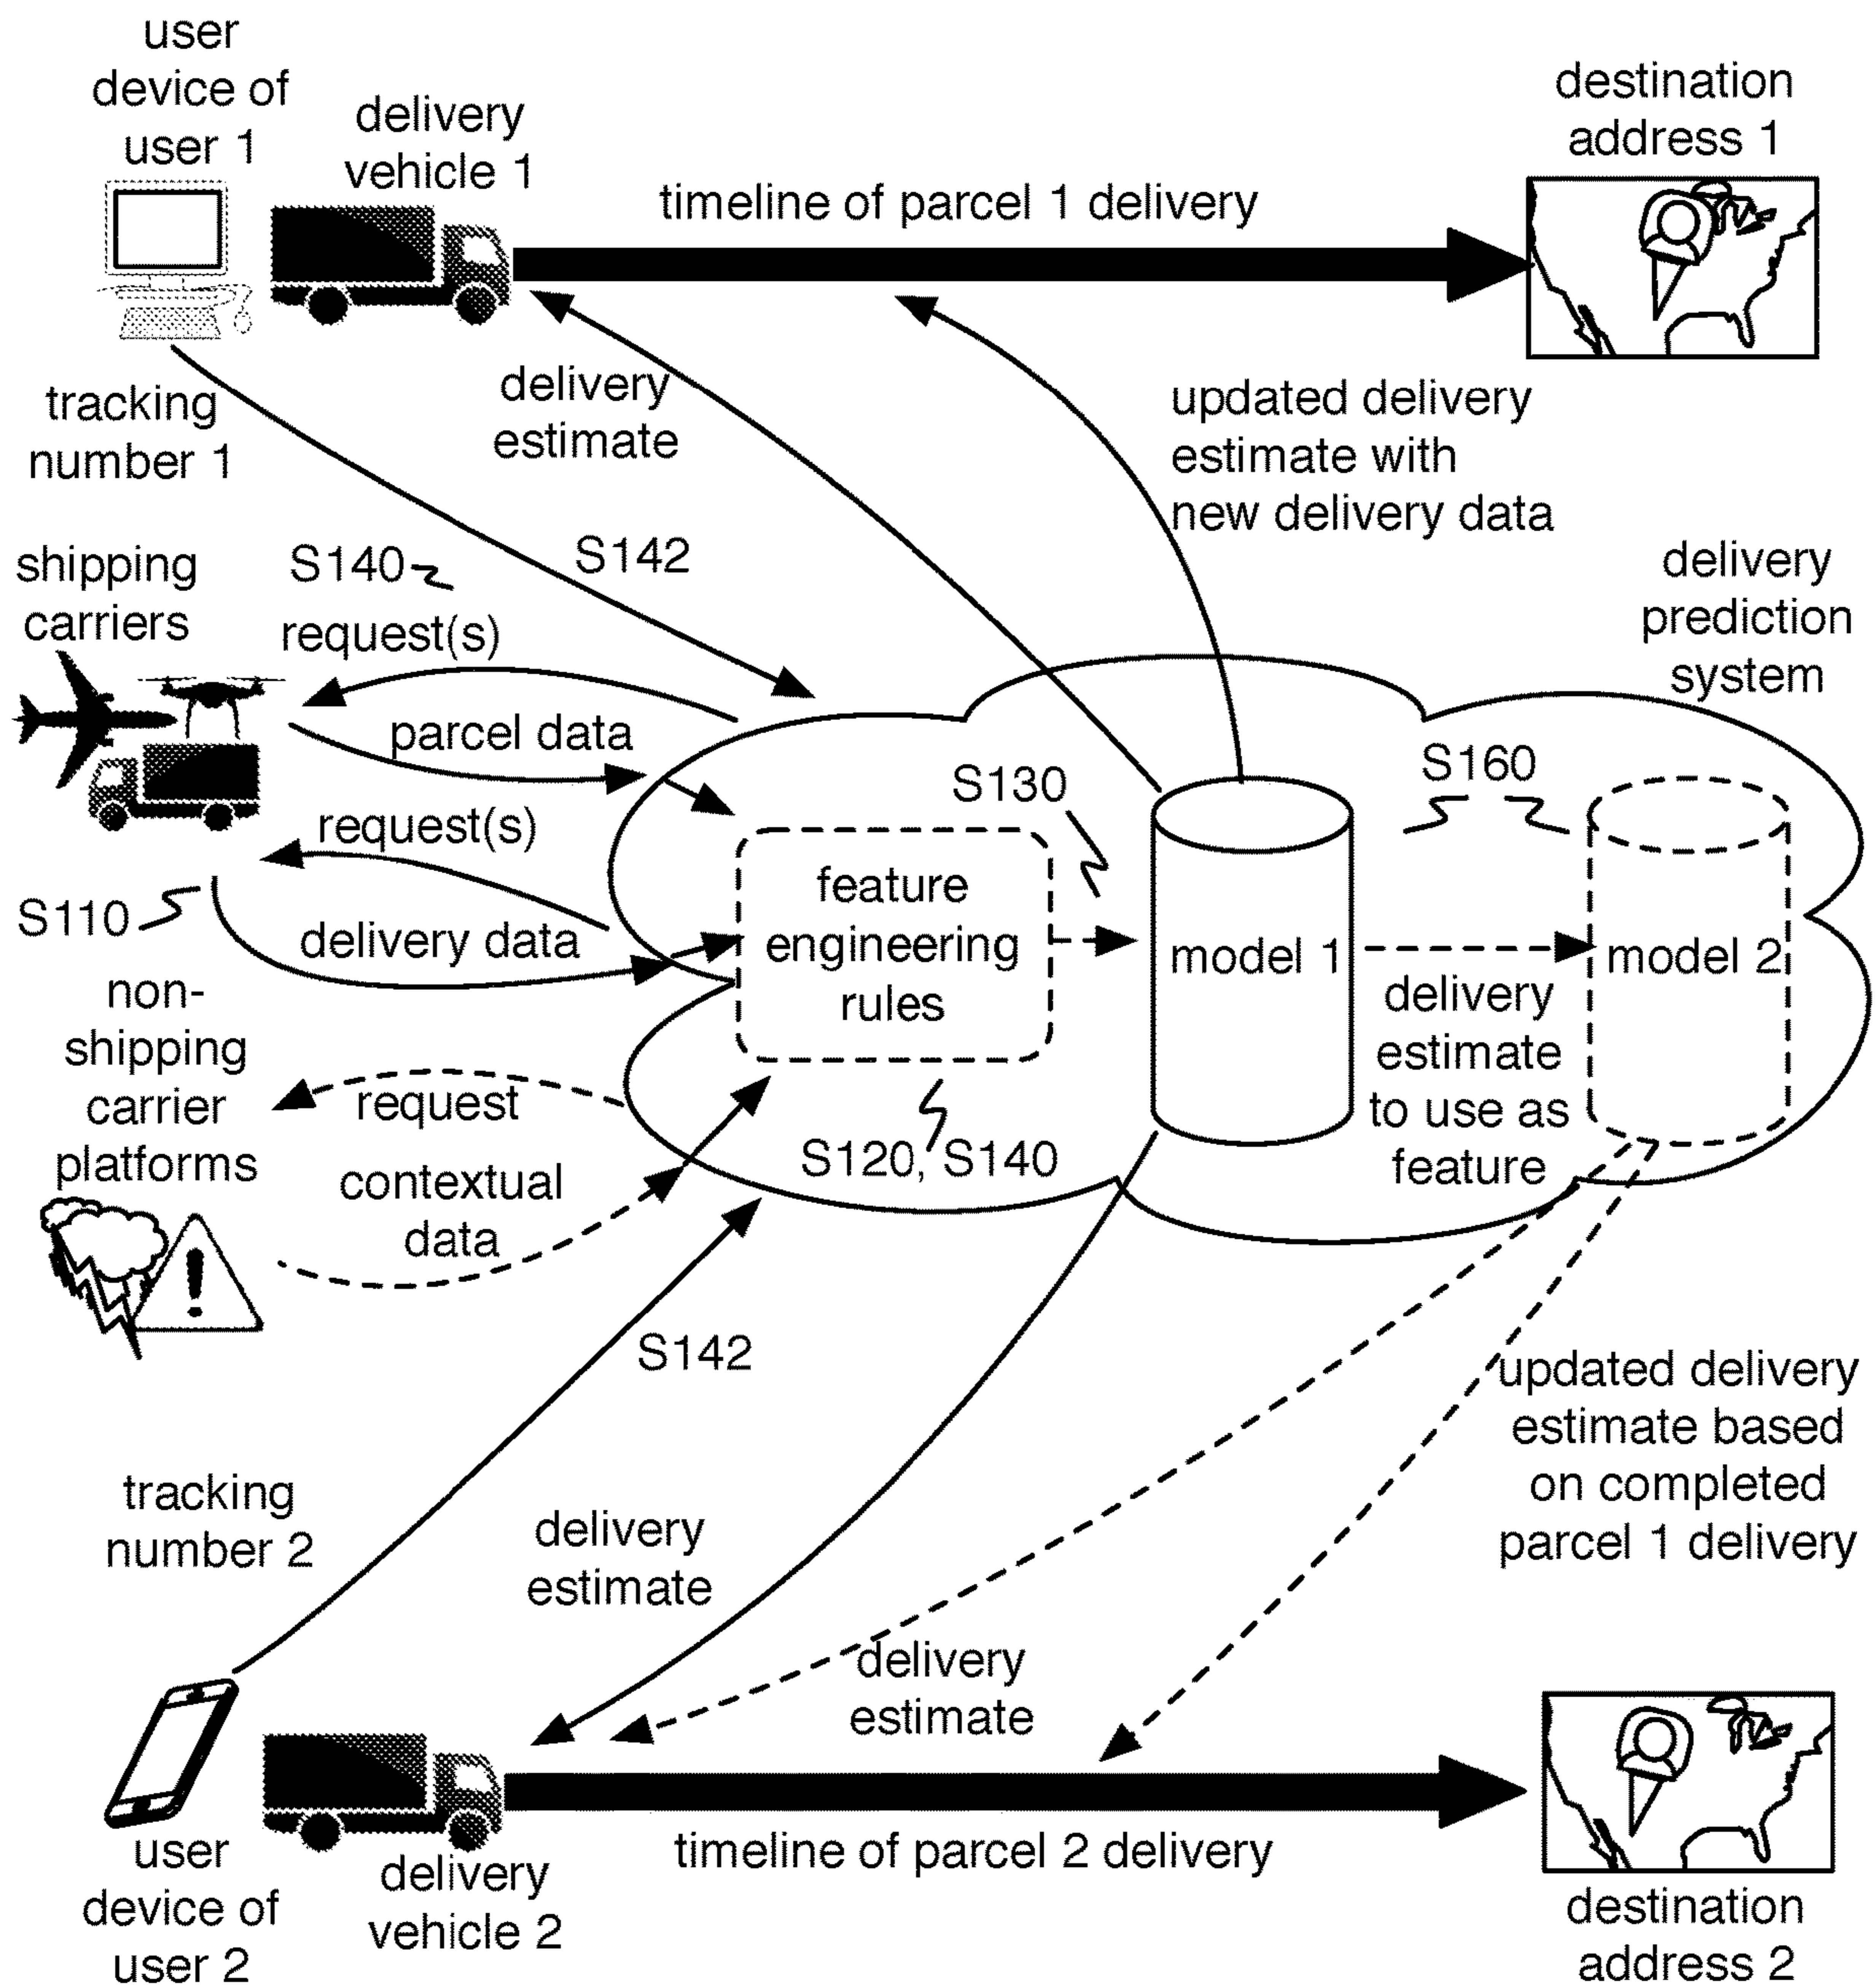 user
device of
user 1
delivery
vehicle 1
timeline of parcel 1 delivery
destination
address 1
tracking
number 1
delivery
estimate
updated delivery
estimate with
new delivery data
S142
shipping
carriers
S140
request(s)
parcel data
delivery
prediction
system
request(s)
S110
delivery data
S130
S160
feature
engineering
rules
model 1
model 2
delivery
estimate
to use as
feature
non-
shipping
carrier
platforms
request
contextual
data
S120, S140
S142
tracking
number 2
delivery
estimate
delivery
estimate
updated delivery
estimate based
on completed
parcel 1 delivery
user
device of
user 2
delivery
vehicle 2
timeline of parcel 2 delivery
destination
address 2